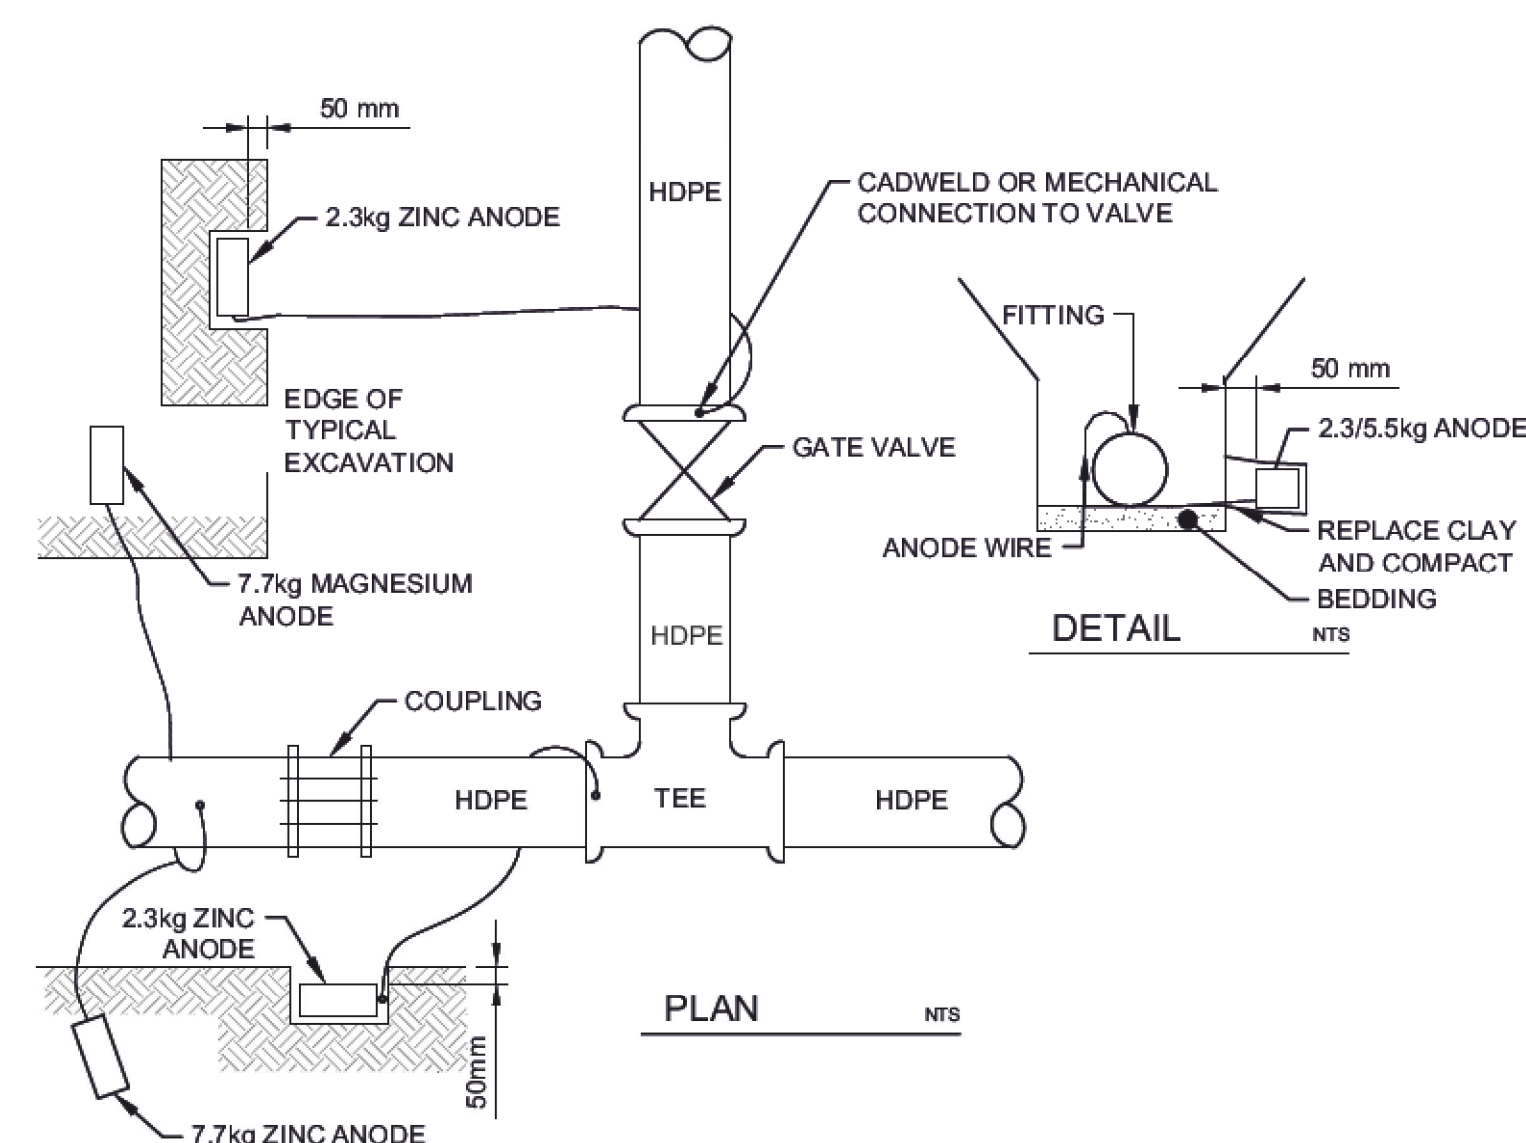 50 mm
2.3kg ZINC ANODE
HDPE
CADWELD OR MECHANICAL
CONNECTION TO VALVE
FITTING
50 mm
2.3/5.5kg ANODE
EDGE OF
TYPICAL
EXCAVATION
GATE VALVE
ANODE WIRE
REPLACE CLAY
AND COMPACT
BEDDING
7.7kg MAGNESIUM
ANODE
HDPE
DETAIL
NTS
COUPLING
HDPE
TEE
HDPE
2.3kg ZINC
ANODE
PLAN
NTS
50mm
7.7kg ZINC ANODE